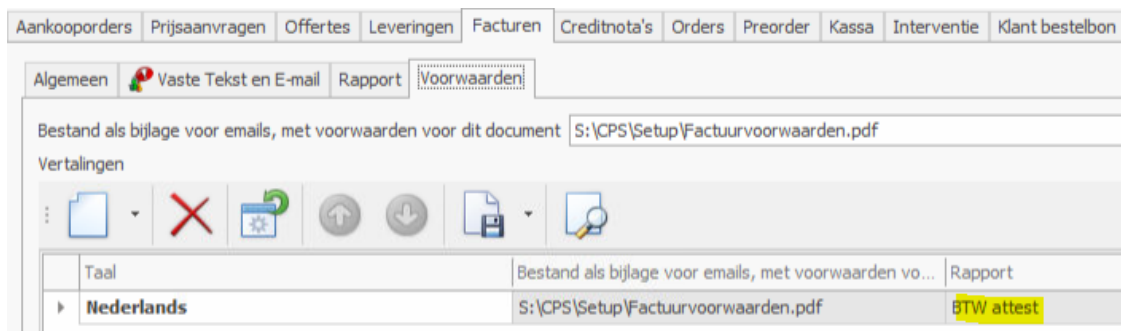 Aankooporders Prijsaanvragen Offertes Leveringen Facturen Creditnota's Orders Preorder Kassa Interventie Klant bestelbon
Algemeen Vaste Tekst en E-mail Rapport Voorwaarden
Bestand als bijlage voor emails, met voorwaarden voor dit document S:\CPS\Setup\Factuurvoorwaarden.pdf
Vertalingen
Taal Bestand als bijlage voor emails, met voorwaarden vo... Rapport
Nederlands S:\CPS\Setup\Factuurvoorwaarden.pdf BTW attest